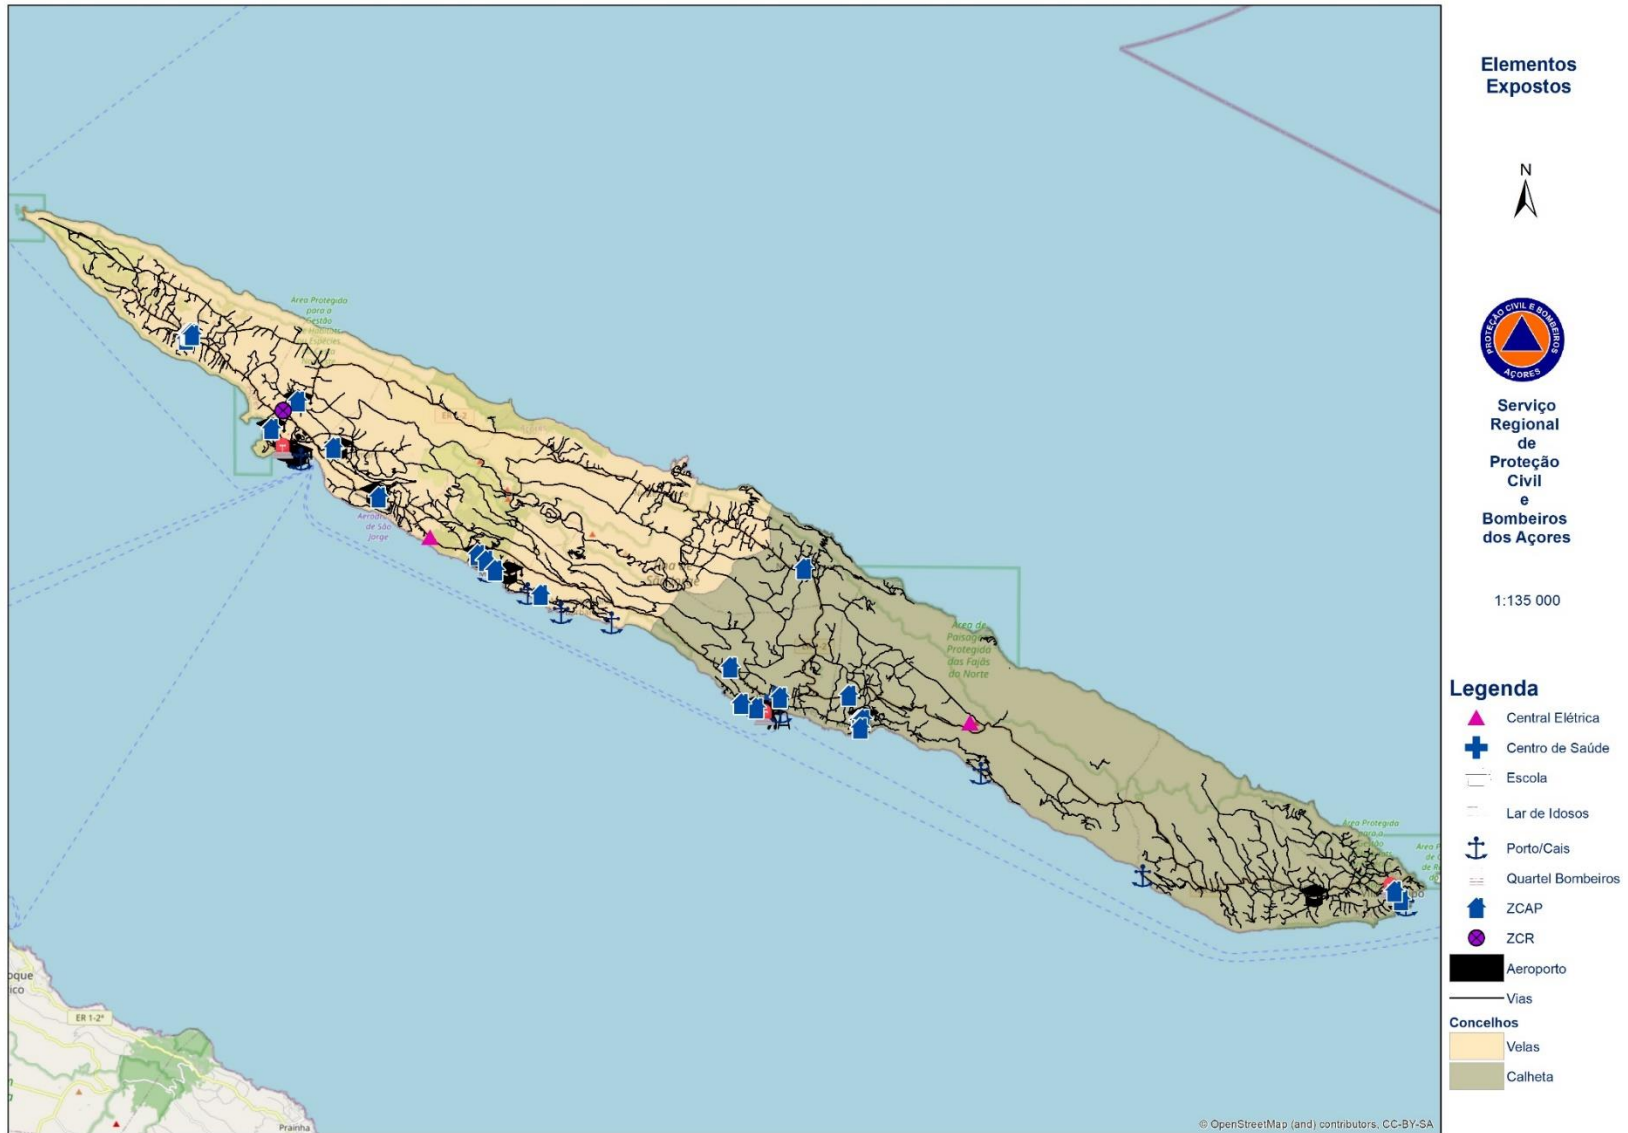 Elementos
Expostos
N
PROTEÇÃO CIVIL E BOMBEIROS
AÇORES
Serviço
Regional
de
Proteção
Civil
e
Bombeiros
dos Açores
1:135 000
Legenda
Central Elétrica
Centro de Saúde
Escola
Lar de Idosos
Porto/Cais
Quartel Bombeiros
ZCAP
ZCR
Aeroporto
Vias
Concelhos
Velas
Calheta
Área Protegida
para a
Gestão
de São
Jorge
Área de
Protegida
das Fajãs
do Norte
Área Protegida
ER 1-2ª
Prainha
© OpenStreetMap (and) contributors, CC-BY-SA